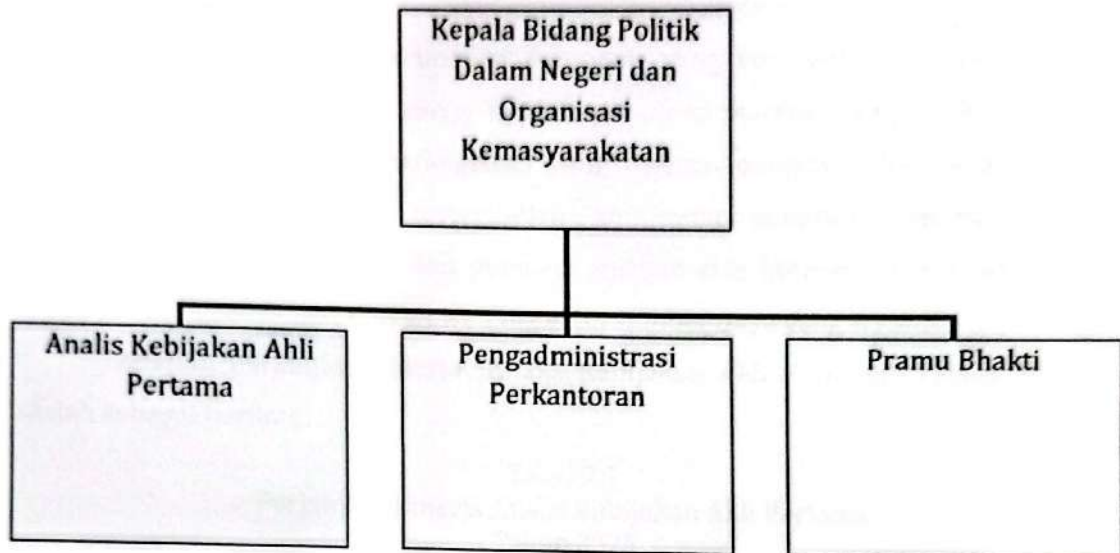 Kepala Bidang Politik
Dalam Negeri dan
Organisasi
Kemasyarakatan
Analis Kebijakan Ahli
Pertama
Pengadministrasi
Perkantoran
Pramu Bhakti